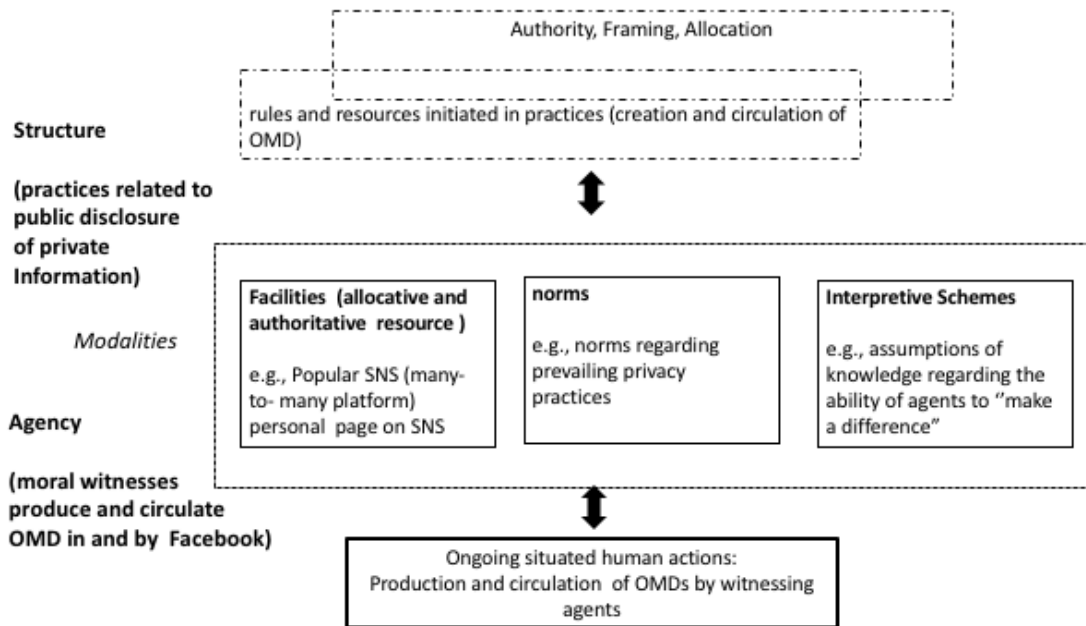 Authority, Framing, Allocation
rules and resources initiated in practices (creation and circulation of
OMD)
Structure
(practices related to
public disclosure
of private
Information)
Modalities
Agency
(moral witnesses
produce and circulate
OMD in and by Facebook)
Facilities (allocative and
authoritative resource )
e.g., Popular SNS (many-
to- many platform)
personal page on SNS
norms
e.g., norms regarding
prevailing privacy
practices
Interpretive Schemes
e.g., assumptions of
knowledge regarding the
ability of agents to “make
a difference”
Ongoing situated human actions:
Production and circulation of OMDs by witnessing
agents